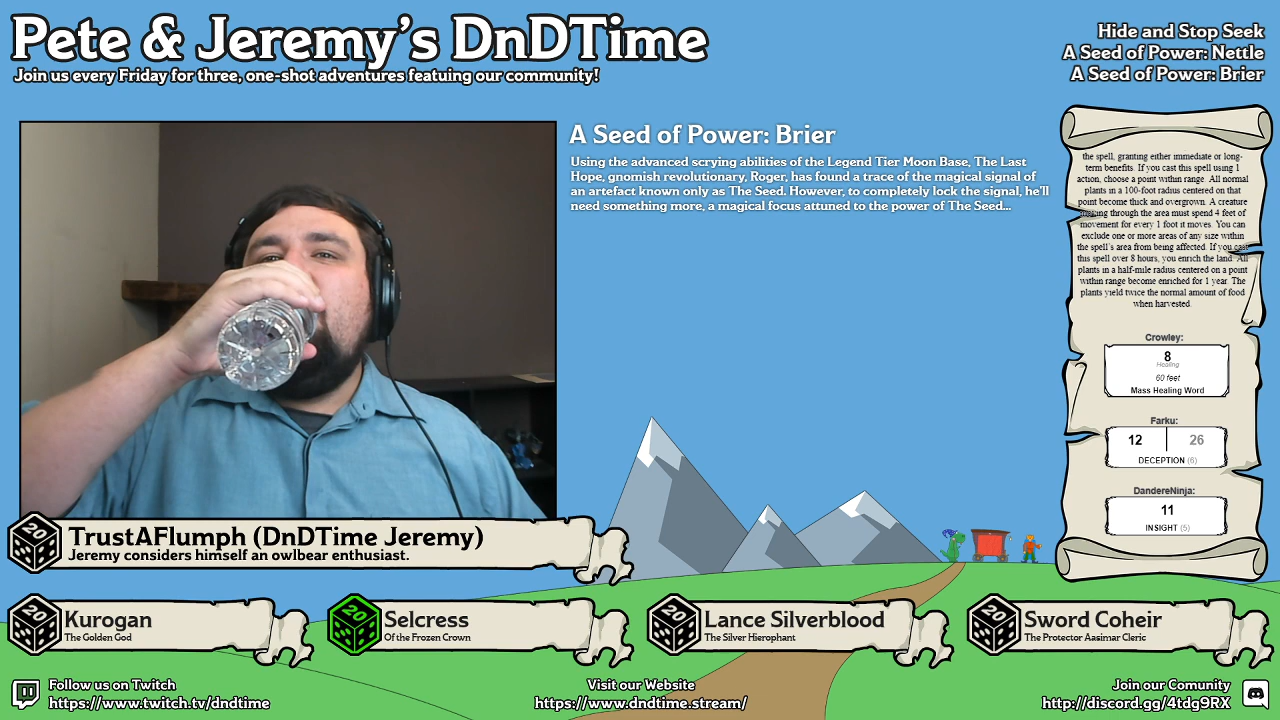 Pete & Jeremy's DnDTime
Join us every Friday for three, one-shot adventures featuing our community!
Hide and Stop Seek
A Seed of Power: Nettle
A Seed of Power: Brier
A Seed of Power: Brier
Using the advanced scrying abilities of the Legend Tier Moon Base, The Last
Hope, gnomish revolutionary, Roger, has found a trace of the magical signal of
an artefact known only as The Seed. However, to completely lock the signal, he'll
need something more, a magical focus attuned to the power of The Seed...
the spell, granting either immediate or long-
term benefits. If you cast this spell using 1
action, choose a point within range. All normal
plants in a 100-foot radius centered on that
point become thick and overgrown. A creature
moving through the area must spend 4 feet of
movement for every 1 foot it moves. You can
exclude one or more areas of any size within
the spell's area from being affected. If you cast
this spell over 8 hours, you enrich the land. All
plants in a half-mile radius centered on a point
within range become enriched for 1 year. The
plants yield twice the normal amount of food
when harvested.
Crowley:
8
Healing
60 feet
Mass Healing Word
Farku:
12 26
DECEPTION (6)
DandereNinja:
11
INSIGHT (5)
20
TrustAFlumph (DnDTime Jeremy)
Jeremy considers himself an owlbear enthusiast.
20
Kurogan
The Golden God
20
Selcress
Of the Frozen Crown
20
Lance Silverblood
The Silver Hierophant
20
Sword Coheir
The Protector Aasimar Cleric
Follow us on Twitch
https://www.twitch.tv/dndtime
Visit our Website
https://www.dndtime.stream/
Join our Comunity
http://discord.gg/4tdg9RX